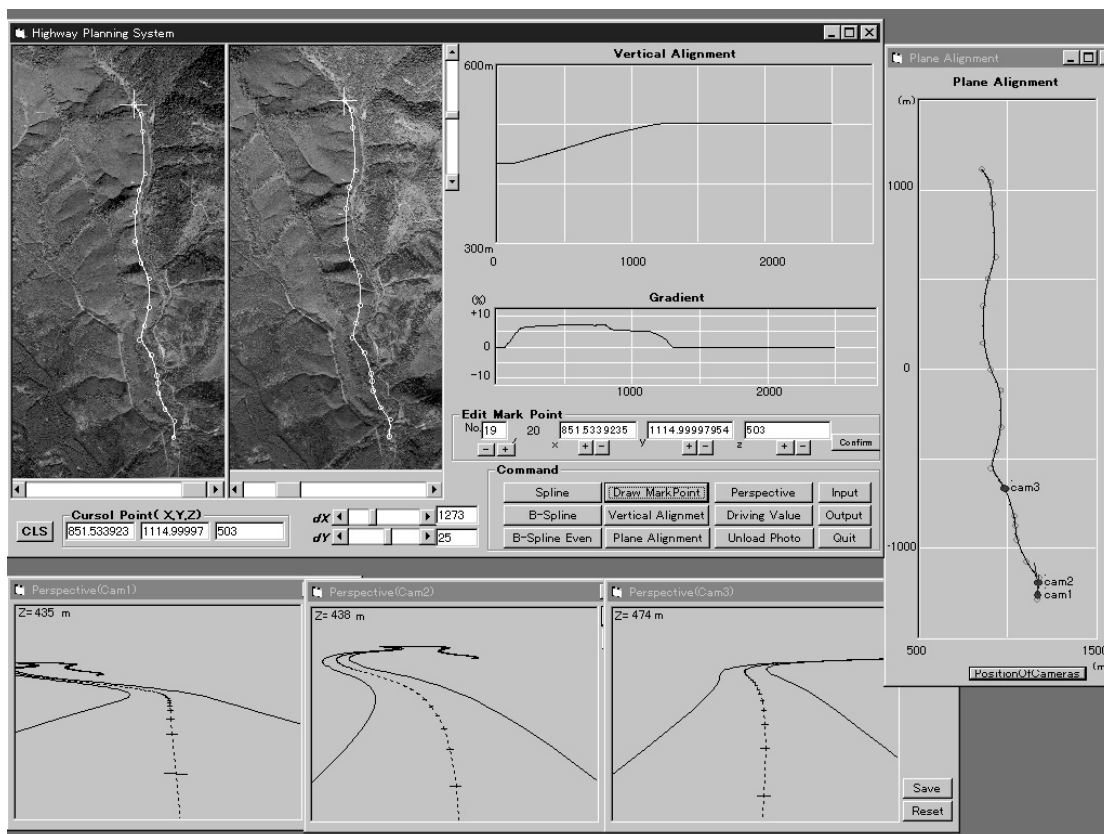 Highway Planning System
Vertical Alignment
600m
300m
0 1000 2000
Gradient
(%)
+10
0
-10
1000 2000
Edit Mark Point
No. 19 / 20 x 851.5339235 y 1114.99997954 z 503
- + + - + - + - Confirm
Command
Spline Draw MarkPoint Perspective Input
B-Spline Vertical Alignmet Driving Value Output
B-Spline Even Plane Alignment Unload Photo Quit
CLS
Cursol Point( X,Y,Z)
851.533923 1114.99997 503
dX 1273
dY 25
Plane Alignment
Plane Alignment
(m)
1000
0
cam3
-1000
cam2
cam1
500 1500
(m
PositionOfCameras
Perspective(Cam1)
Z= 435 m
Perspective(Cam2)
Z= 438 m
Perspective(Cam3)
Z= 474 m
Save
Reset